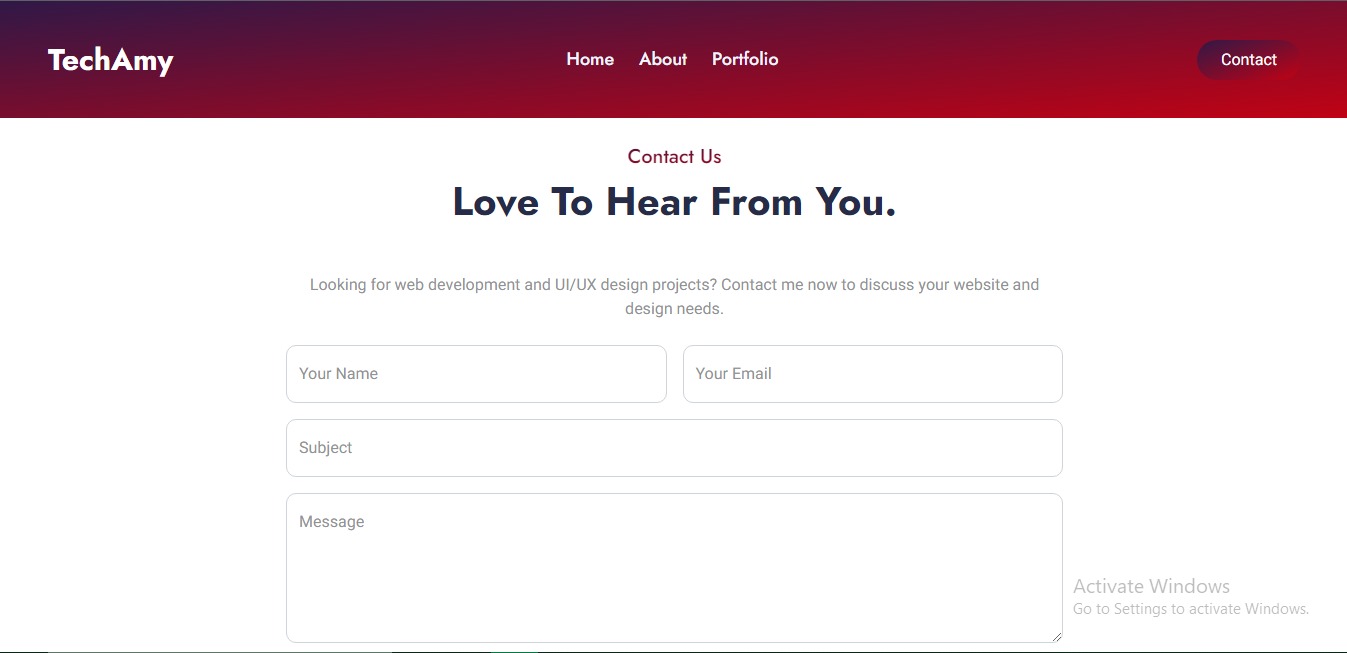 TechAmy
Home About Portfolio
Contact
Contact Us
Love To Hear From You.
Looking for web development and UI/UX design projects? Contact me now to discuss your website and
design needs.
Your Name
Your Email
Subject
Message
Activate Windows
Go to Settings to activate Windows.